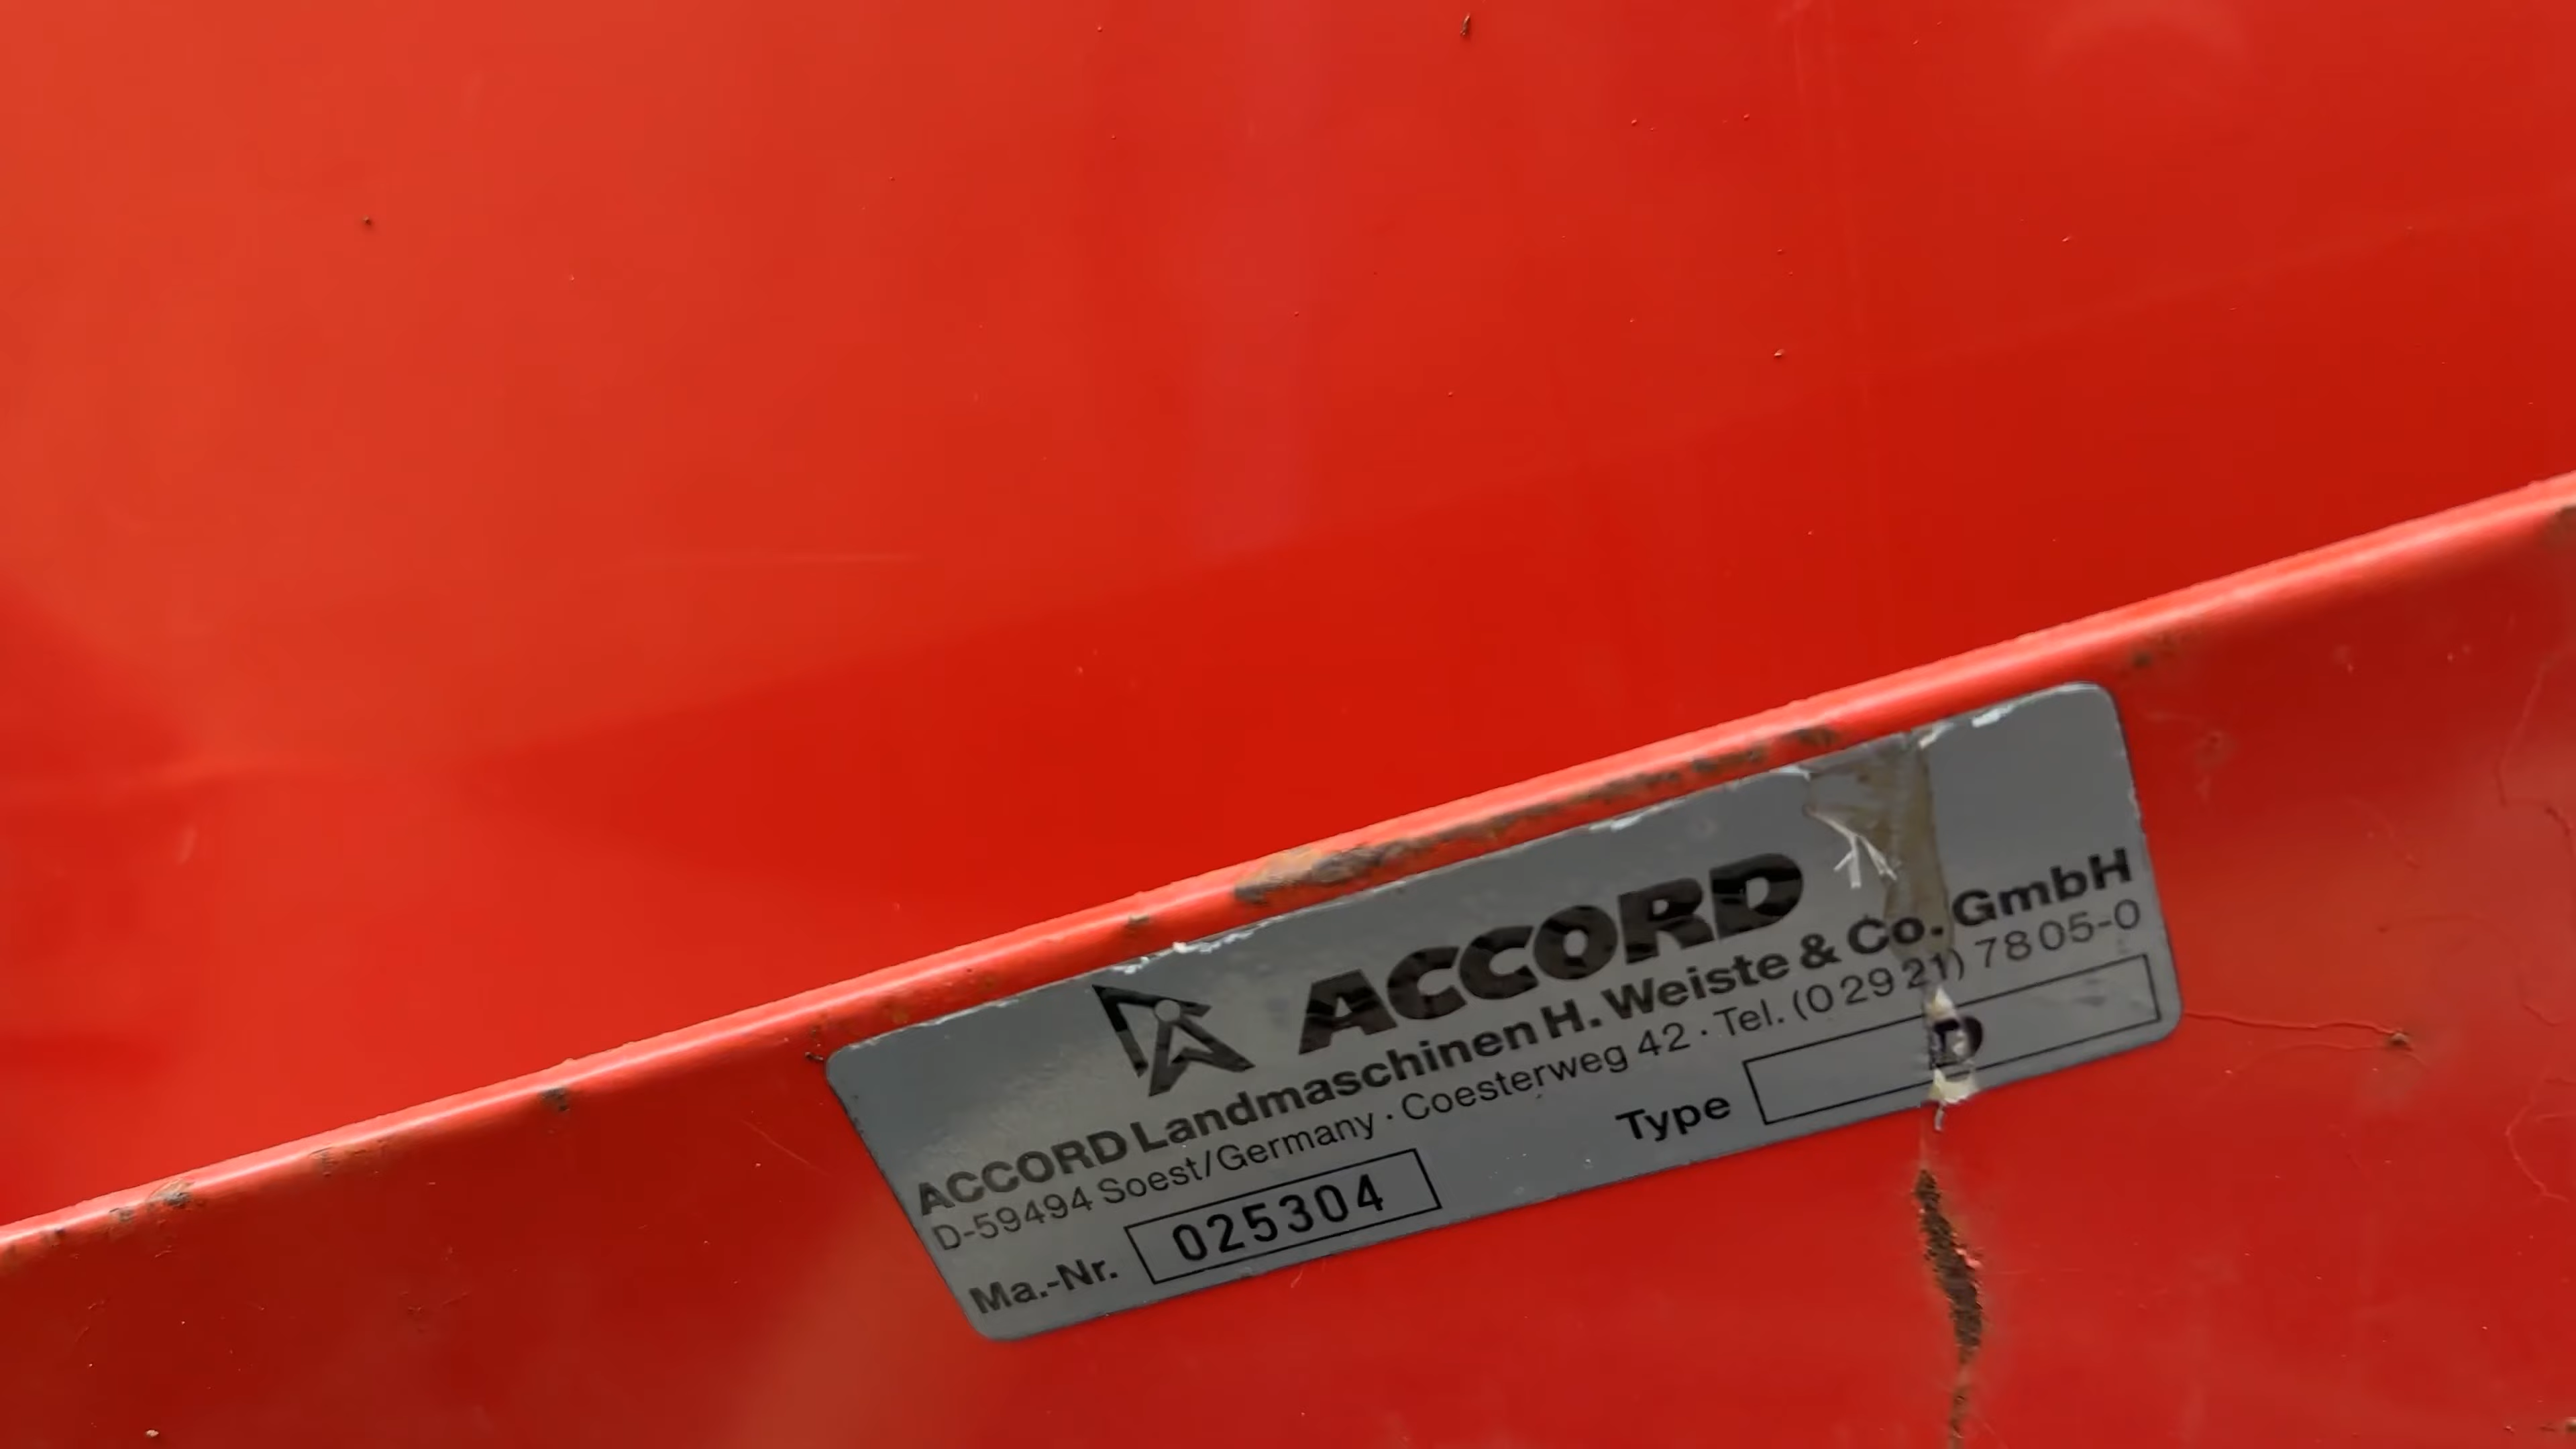 ACCORD
ACCORD Landmaschinen H. Weiste & Co. GmbH
D-59494 Soest/Germany · Coesterweg 42 · Tel. (0 29 21) 78 05-0
Ma.-Nr. 025304 Type D